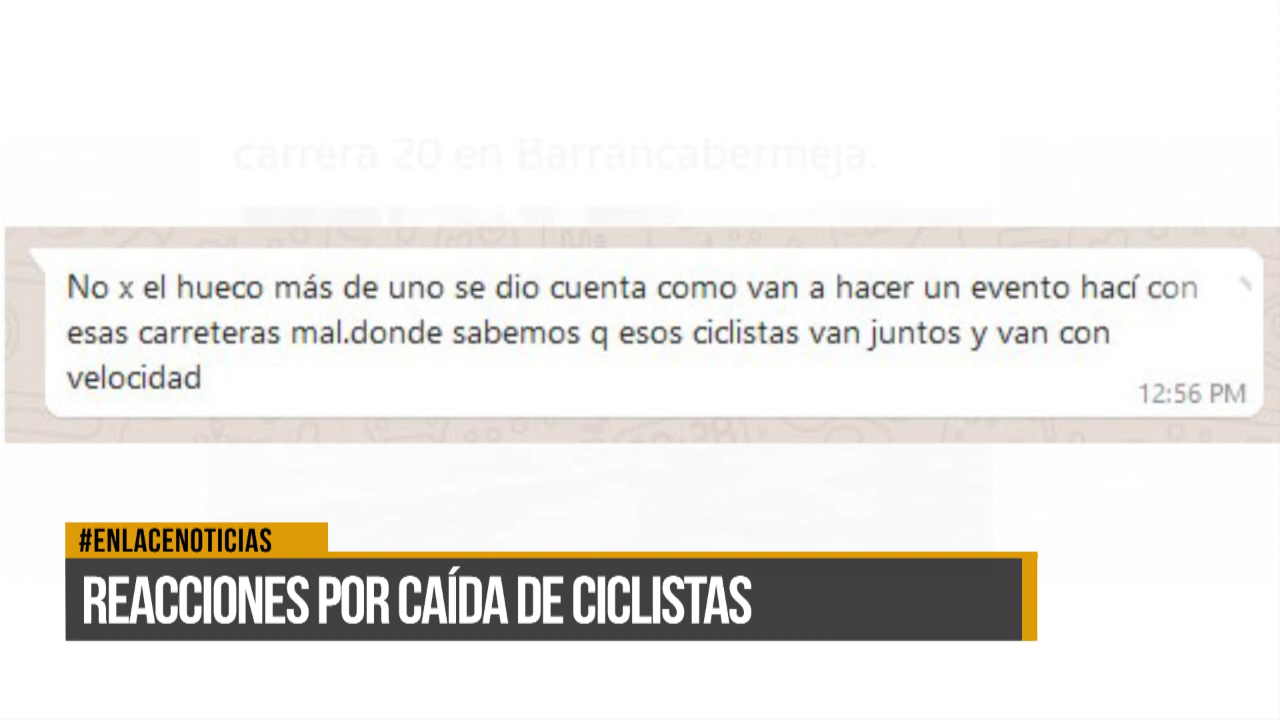 carrera 20 en Barrancabermeja.
No x el hueco más de uno se dio cuenta como van a hacer un evento hací con
esas carreteras mal.donde sabemos q esos ciclistas van juntos y van con
velocidad
12:56 PM
#ENLACENOTICIAS
REACCIONES POR CAÍDA DE CICLISTAS